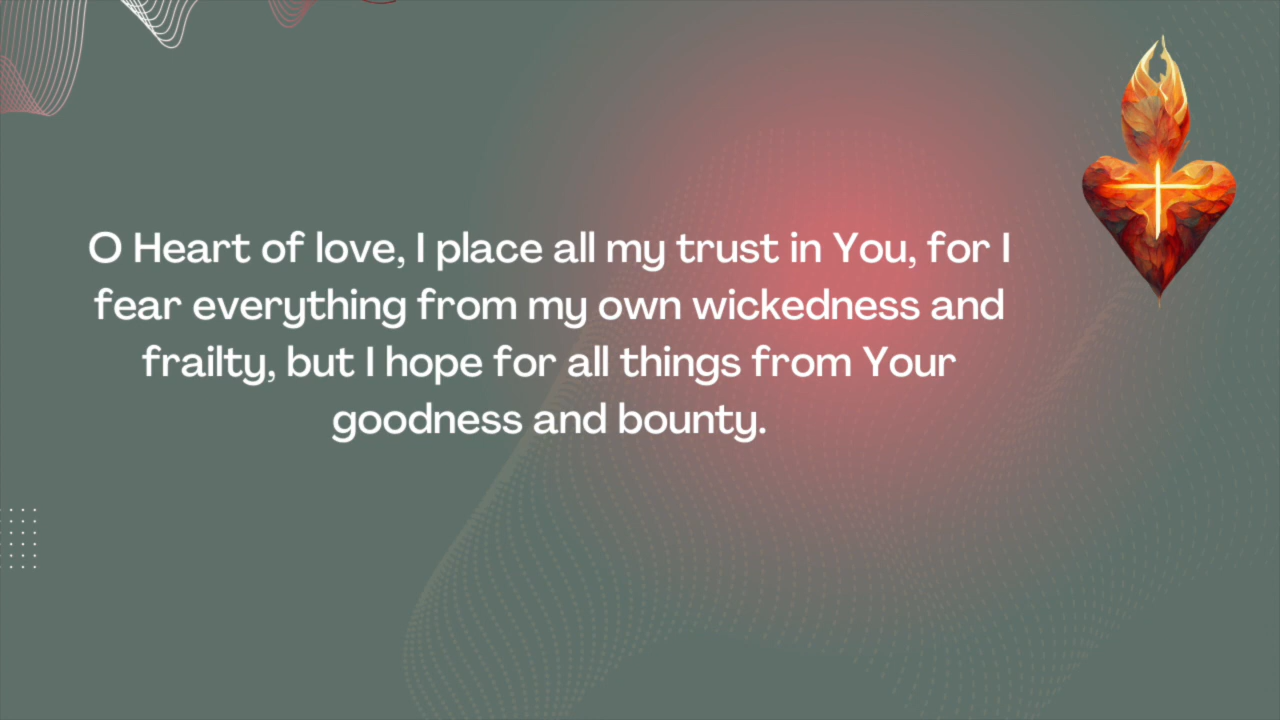 O Heart of love, I place all my trust in You, for I
fear everything from my own wickedness and
frailty, but I hope for all things from Your
goodness and bounty.